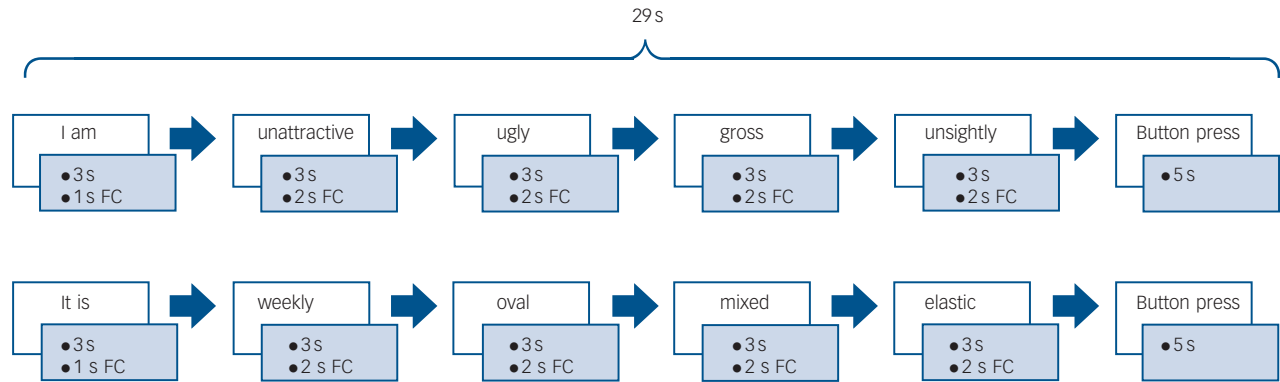 29 s
I am
● 3 s
● 1 s FC
unattractive
● 3 s
● 2 s FC
ugly
● 3 s
● 2 s FC
gross
● 3 s
● 2 s FC
unsightly
● 3 s
● 2 s FC
Button press
● 5 s
It is
● 3 s
● 1 s FC
weekly
● 3 s
● 2 s FC
oval
● 3 s
● 2 s FC
mixed
● 3 s
● 2 s FC
elastic
● 3 s
● 2 s FC
Button press
● 5 s